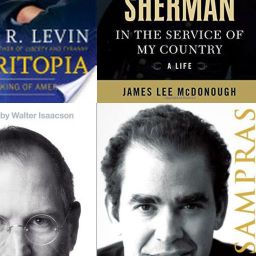 R. LEVIN
THOR OF LIBERTY AND TYRANNY
RITOPIA
KING OF AMER
SHERMAN
IN THE SERVICE OF
MY COUNTRY
A LIFE
JAMES LEE McDONOUGH
by Walter Isaacson
SAMPRAS